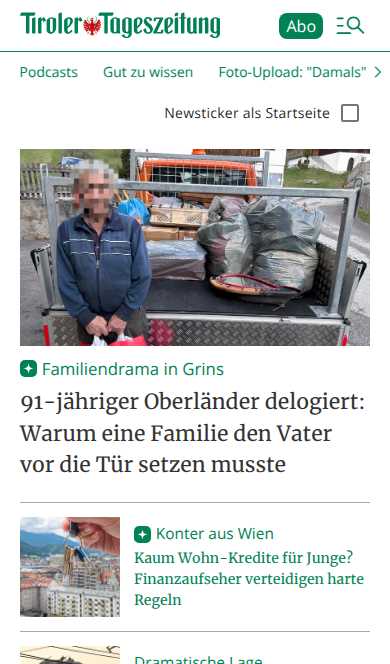 Tiroler Tageszeitung
Abo
Podcasts Gut zu wissen Foto-Upload: "Damals"
Newsticker als Startseite
Familiendrama in Grins
91-jähriger Oberländer delogiert:
Warum eine Familie den Vater
vor die Tür setzen musste
Konter aus Wien
Kaum Wohn-Kredite für Junge?
Finanzaufseher verteidigen harte
Regeln
Dramatische Lage